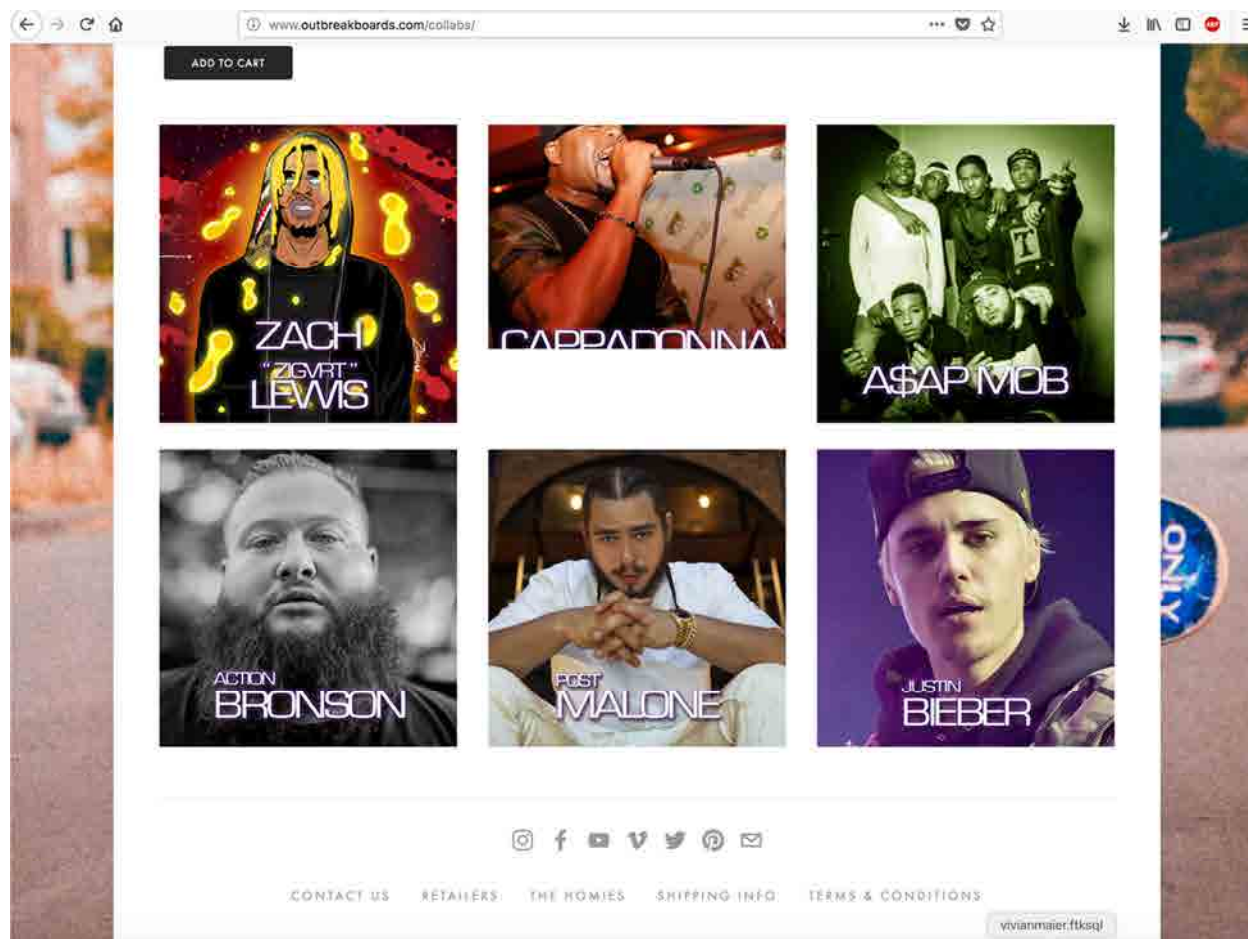 www.outbreakboards.com/collabs/
ADD TO CART
ZACH
"ZIGVRT"
LEWIS
CAPPADONNA
A$AP MOB
ACTION
BRONSON
POST
MALONE
JUSTIN
BIEBER
ONLY
CONTACT US RETAILERS THE HOMIES SHIPPING INFO TERMS & CONDITIONS
vivianmaier.ftksql